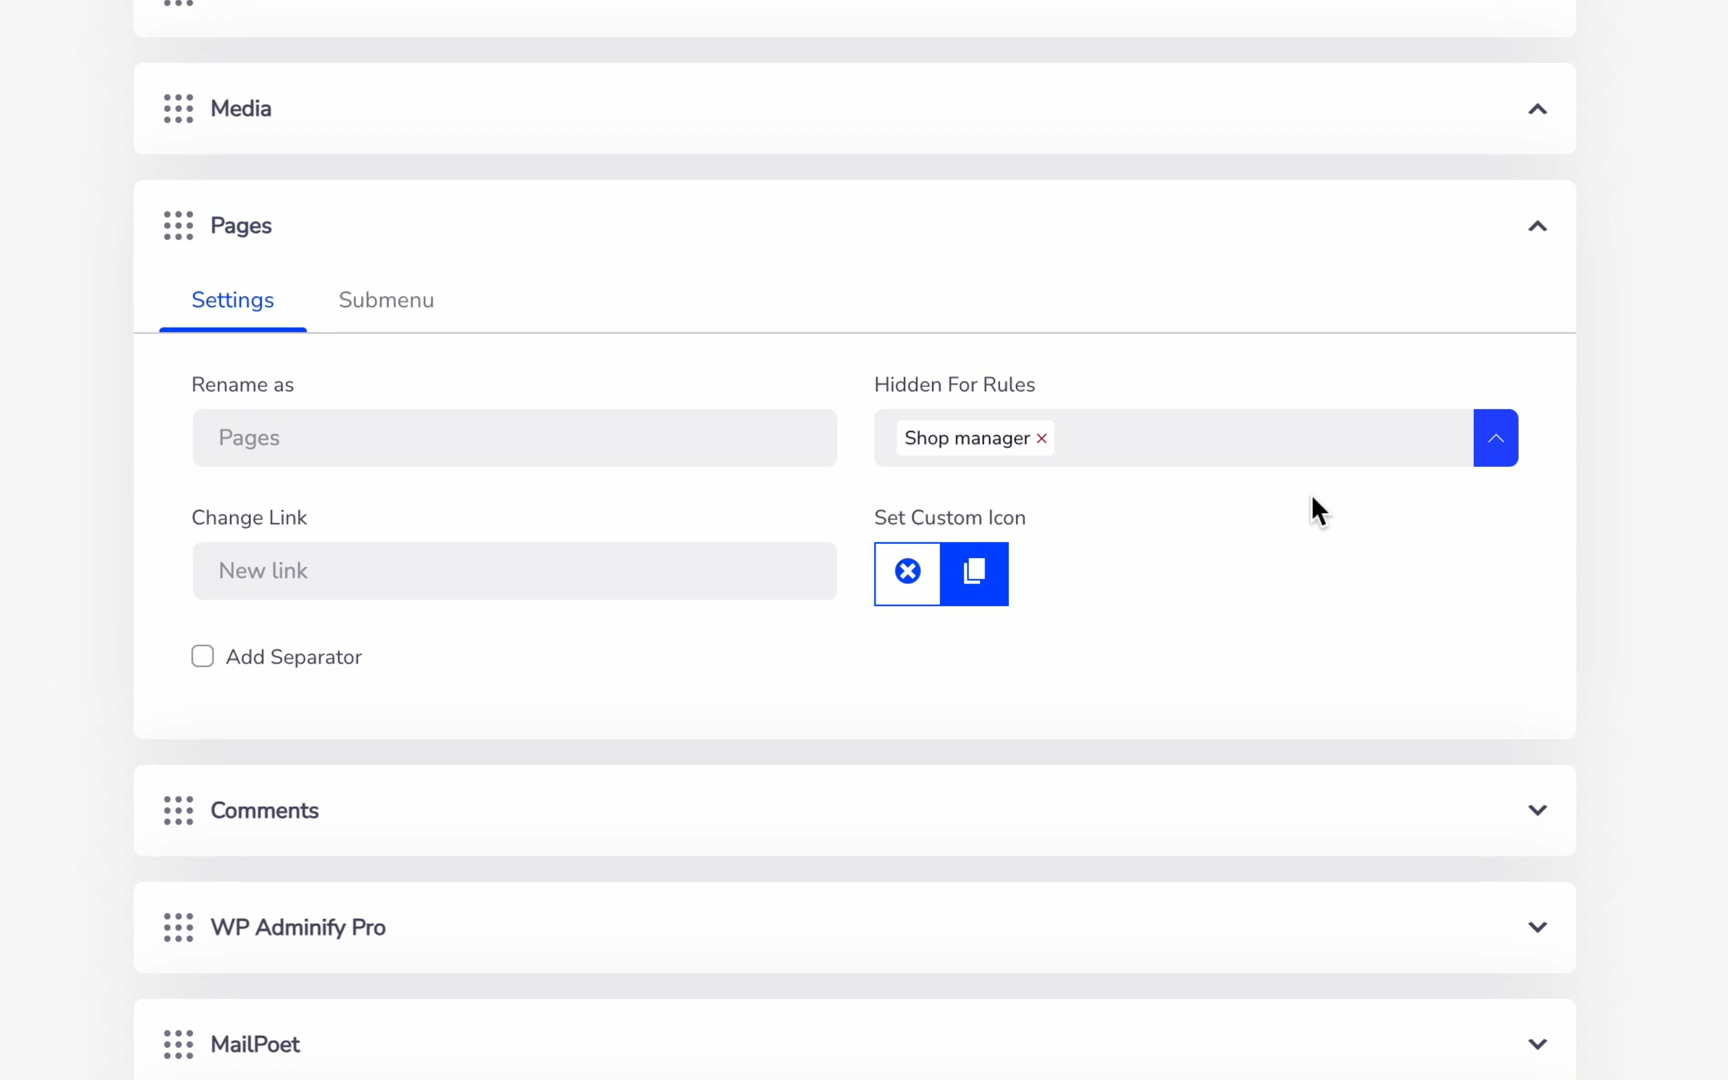 Media
Pages
Settings
Submenu
Rename as
Hidden For Rules
Pages
Shop manager ×
Change Link
Set Custom Icon
New link
Add Separator
Comments
WP Adminify Pro
MailPoet